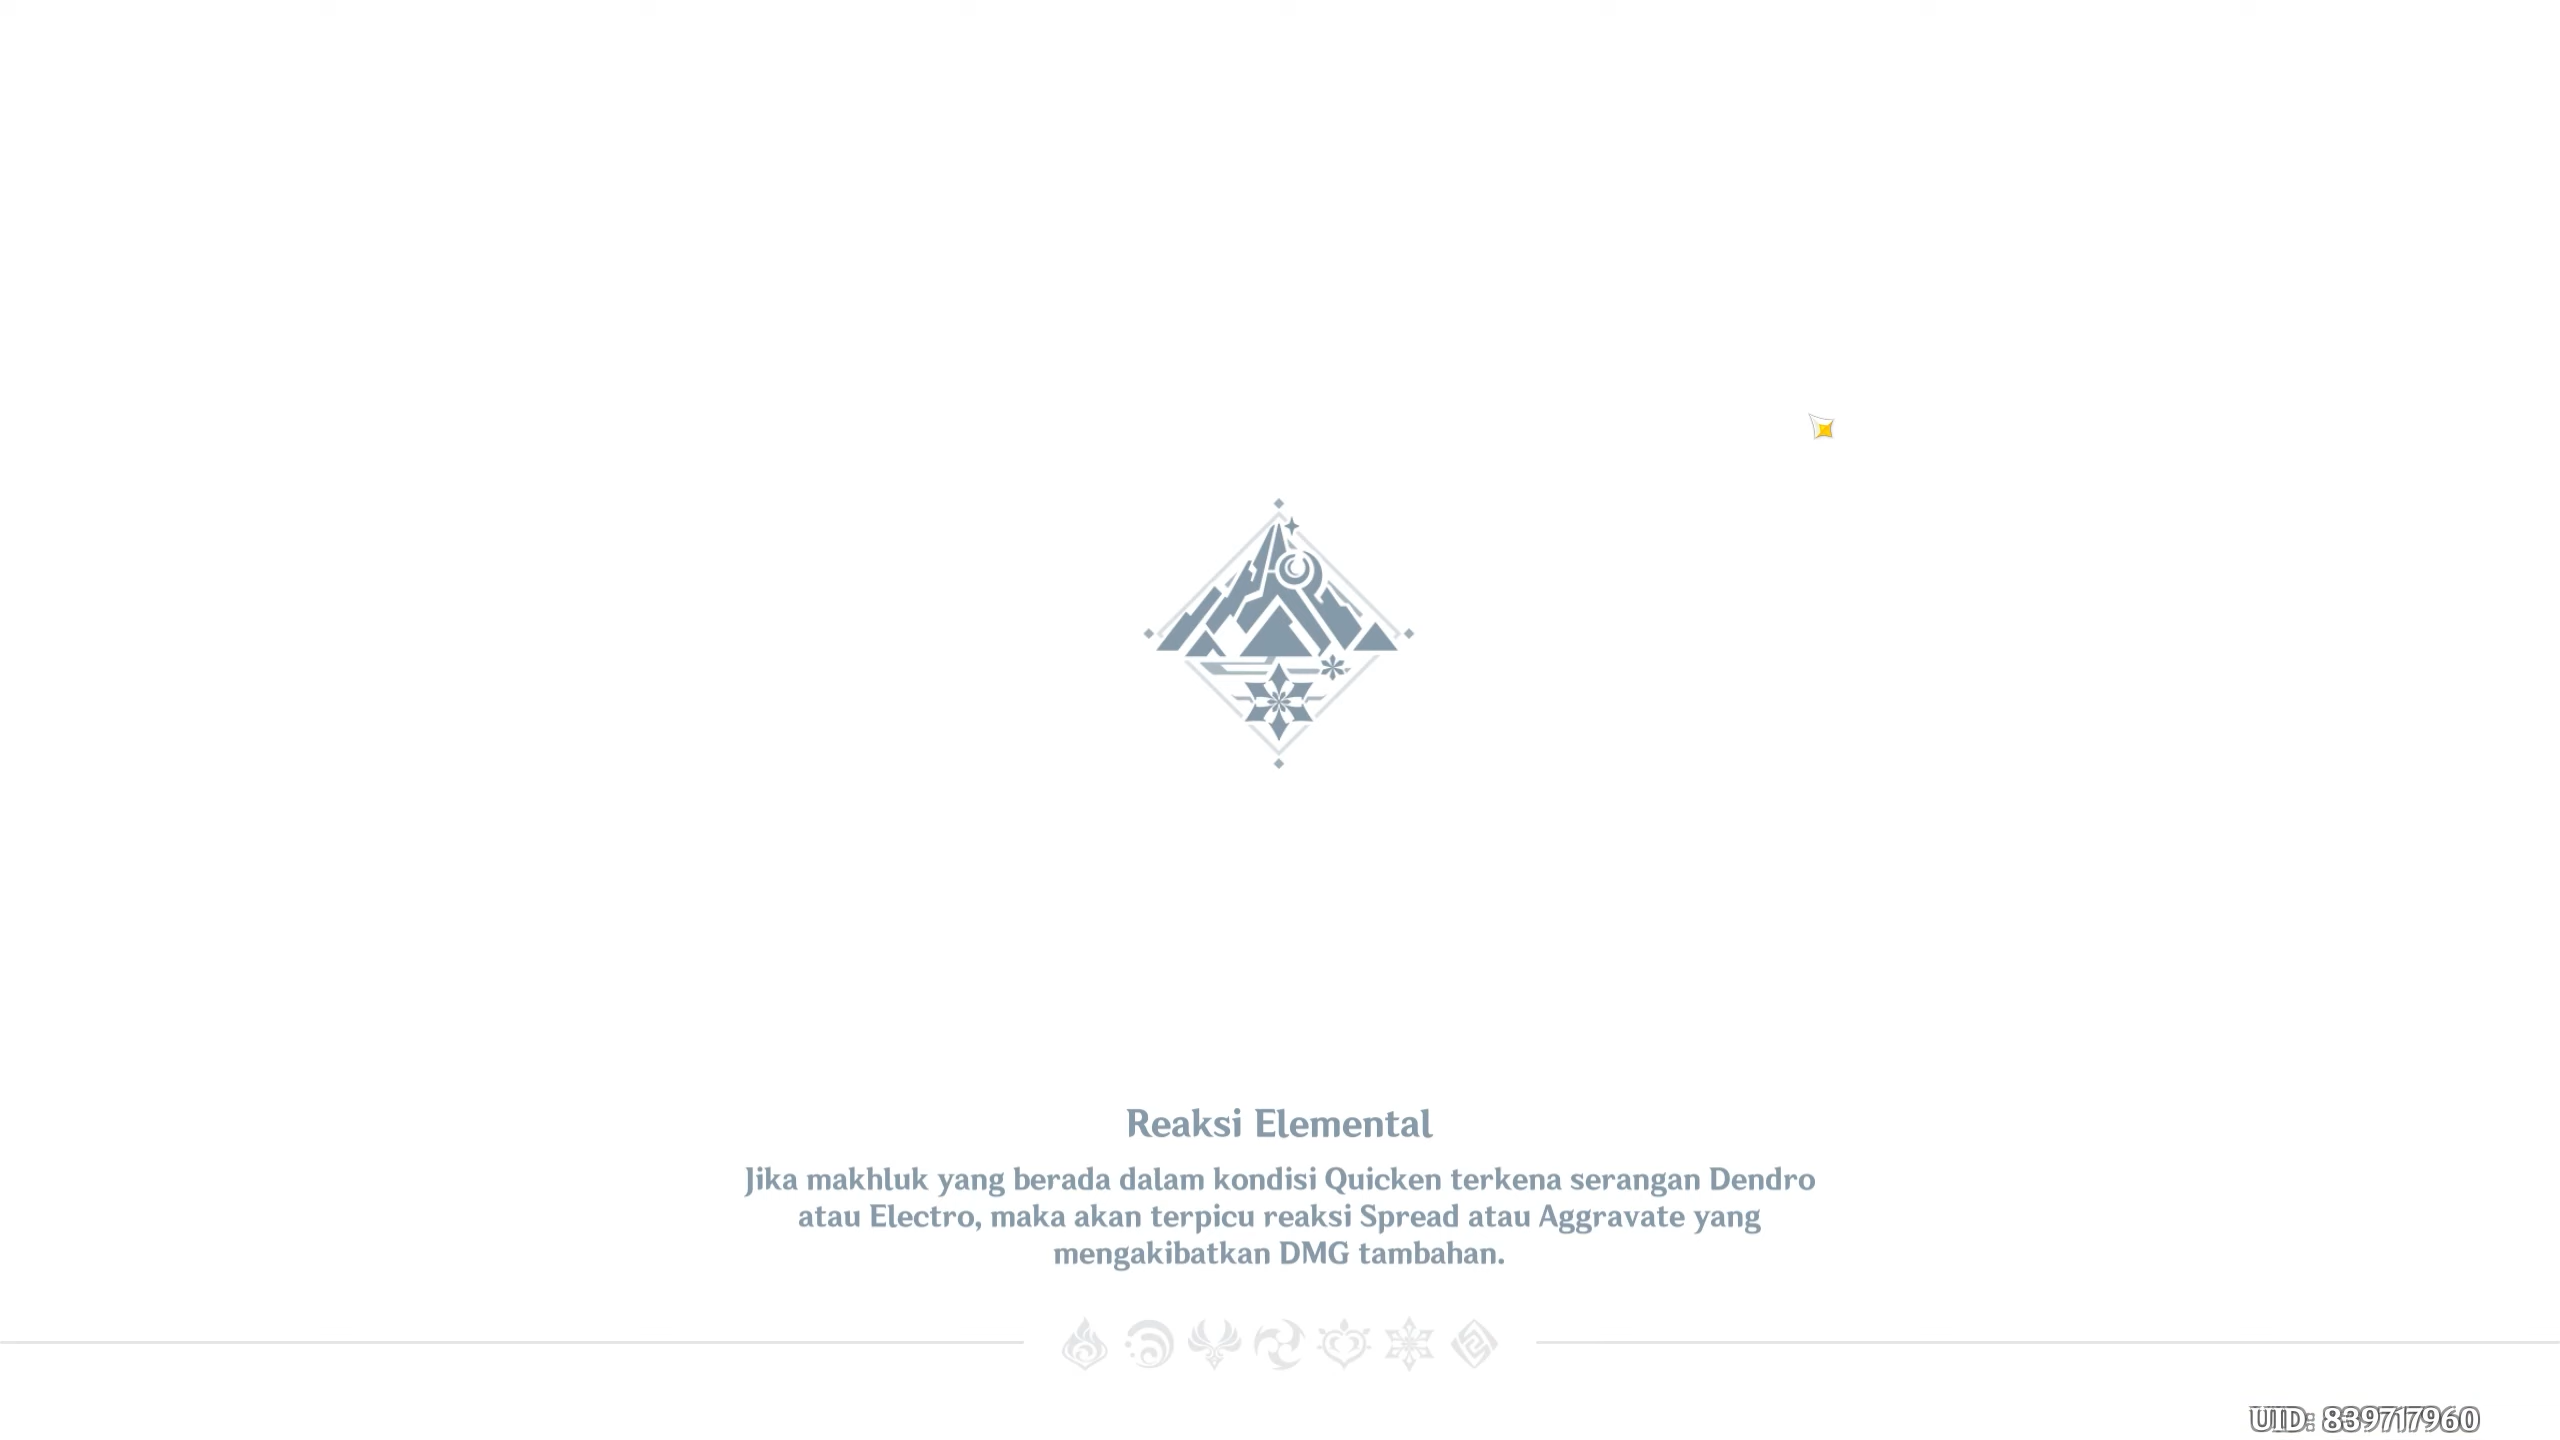 Reaksi Elemental
Jika makhluk yang berada dalam kondisi Quicken terkena serangan Dendro
atau Electro, maka akan terpicu reaksi Spread atau Aggravate yang
mengakibatkan DMG tambahan.
UID: 839717960